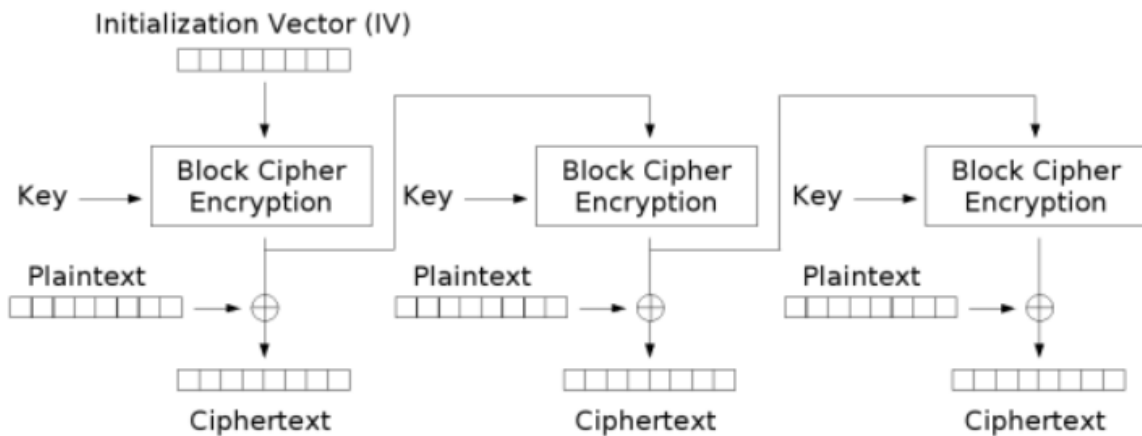 Initialization Vector (IV)
Key
Block Cipher
Encryption
Key
Block Cipher
Encryption
Key
Block Cipher
Encryption
Plaintext
Plaintext
Plaintext
Ciphertext
Ciphertext
Ciphertext